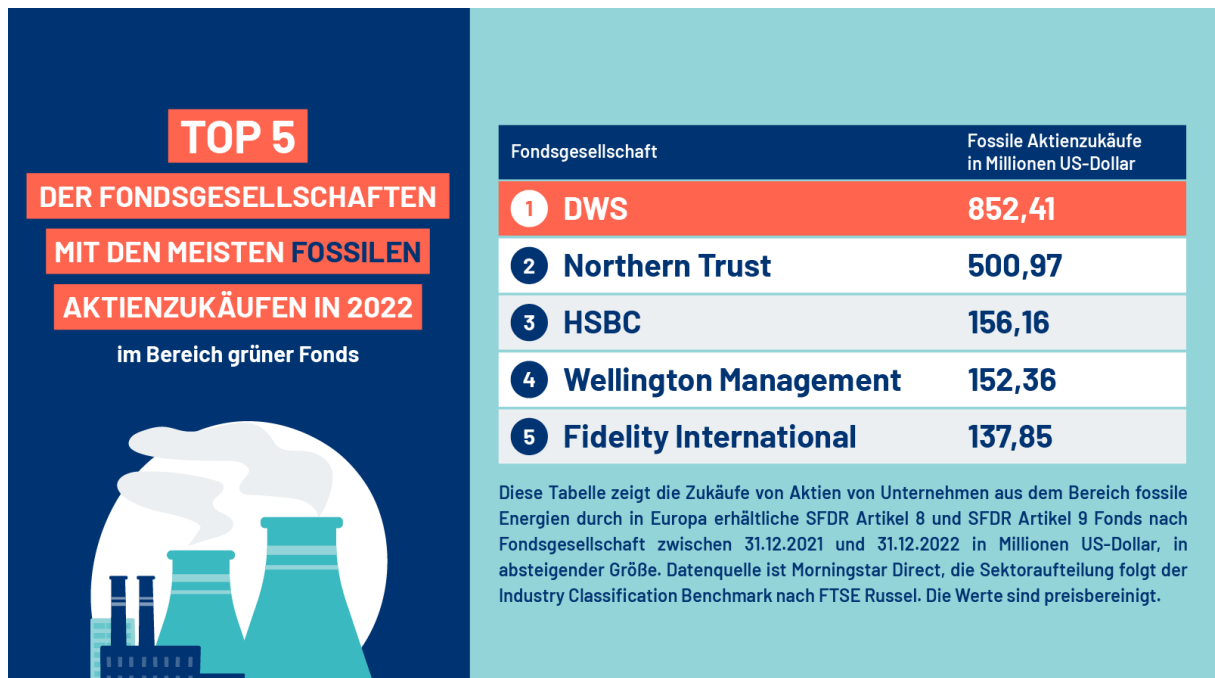 TOP 5
DER FONDSGESELLSCHAFTEN
MIT DEN MEISTEN FOSSILEN
AKTIENZUKÄUFEN IN 2022
im Bereich grüner Fonds
Fondsgesellschaft
Fossile Aktienzukäufe
in Millionen US-Dollar
1 DWS 852,41
2 Northern Trust 500,97
3 HSBC 156,16
4 Wellington Management 152,36
5 Fidelity International 137,85
Diese Tabelle zeigt die Zukäufe von Aktien von Unternehmen aus dem Bereich fossile
Energien durch in Europa erhältliche SFDR Artikel 8 und SFDR Artikel 9 Fonds nach
Fondsgesellschaft zwischen 31.12.2021 und 31.12.2022 in Millionen US-Dollar, in
absteigender Größe. Datenquelle ist Morningstar Direct, die Sektoraufteilung folgt der
Industry Classification Benchmark nach FTSE Russel. Die Werte sind preisbereinigt.